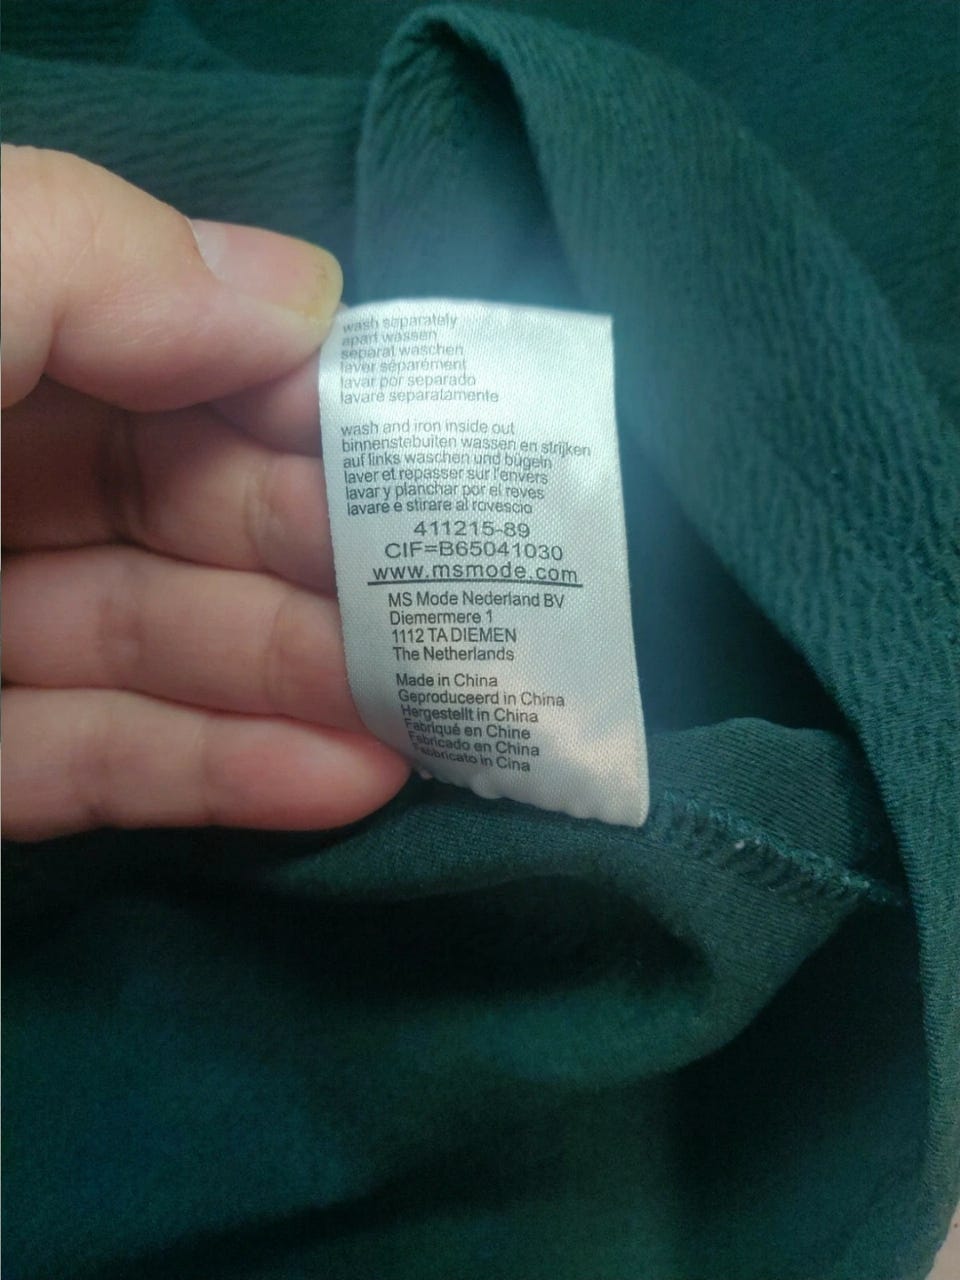 wash separately
apart wassen
separat waschen
laver séparément
lavar por separado
lavare separatamente
wash and iron inside out
binnenstebuiten wassen en strijken
auf links waschen und bügeln
laver et repasser sur l'envers
lavar y planchar por el reves
lavare e stirare al rovescio
411215-89
CIF=B65041030
www.msmode.com
MS Mode Nederland BV
Diemermere 1
1112 TA DIEMEN
The Netherlands
Made in China
Geproduceerd in China
Hergestellt in China
Fabriqué en Chine
Fabricado en China
Fabbricato in Cina